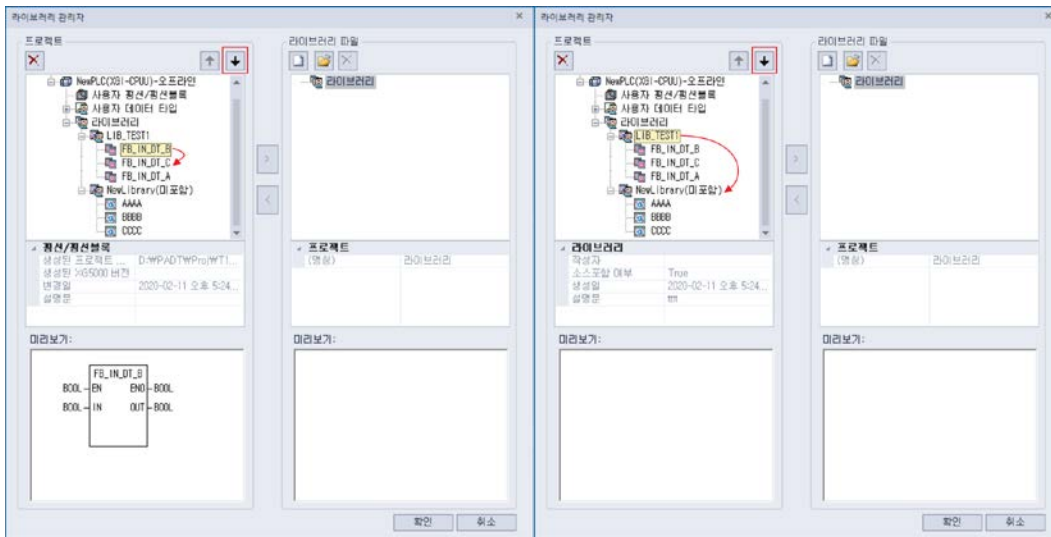 라이브러리 관리자
프로젝트
라이브러리 파일
NewPLC(XGI-CPUU)-오프라인
사용자 펑션/펑션블록
사용자 데이터 타입
라이브러리
LIB_TEST1
FB_IN_DT_B
FB_IN_DT_C
FB_IN_DT_A
NewLibrary(미포함)
AAAA
BBBB
CCCC
라이브러리
펑션/펑션블록
생성된 프로젝트 ... D:₩PADT₩Proj₩T1...
생성된 XG5000 버전
변경일 2020-02-11 오후 5:24...
설명문
프로젝트
(명칭) 라이브러리
미리보기:
FB_IN_DT_B
BOOL EN ENO BOOL
BOOL IN OUT BOOL
미리보기:
확인 취소
라이브러리 관리자
프로젝트
라이브러리 파일
NewPLC(XGI-CPUU)-오프라인
사용자 펑션/펑션블록
사용자 데이터 타입
라이브러리
LIB_TEST1
FB_IN_DT_B
FB_IN_DT_C
FB_IN_DT_A
NewLibrary(미포함)
AAAA
BBBB
CCCC
라이브러리
라이브러리
작성자
소스포함 여부 True
생성일 2020-02-11 오후 5:24...
설명문
프로젝트
(명칭) 라이브러리
미리보기:
미리보기:
확인 취소